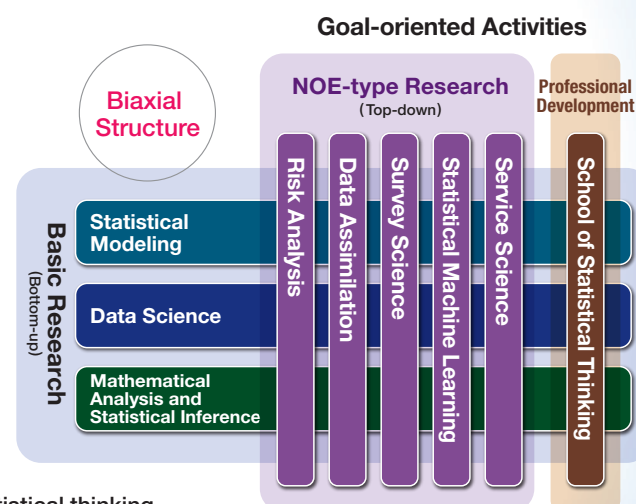 Goal-oriented Activities
Biaxial
Structure
NOE-type Research
(Top-down)
Professional
Development
Basic Research
(Bottom-up)
Statistical
Modeling
Data Science
Mathematical
Analysis and
Statistical Inference
Risk Analysis
Data Assimilation
Survey Science
Statistical Machine Learning
Service Science
School of Statistical Thinking
tistical thinking